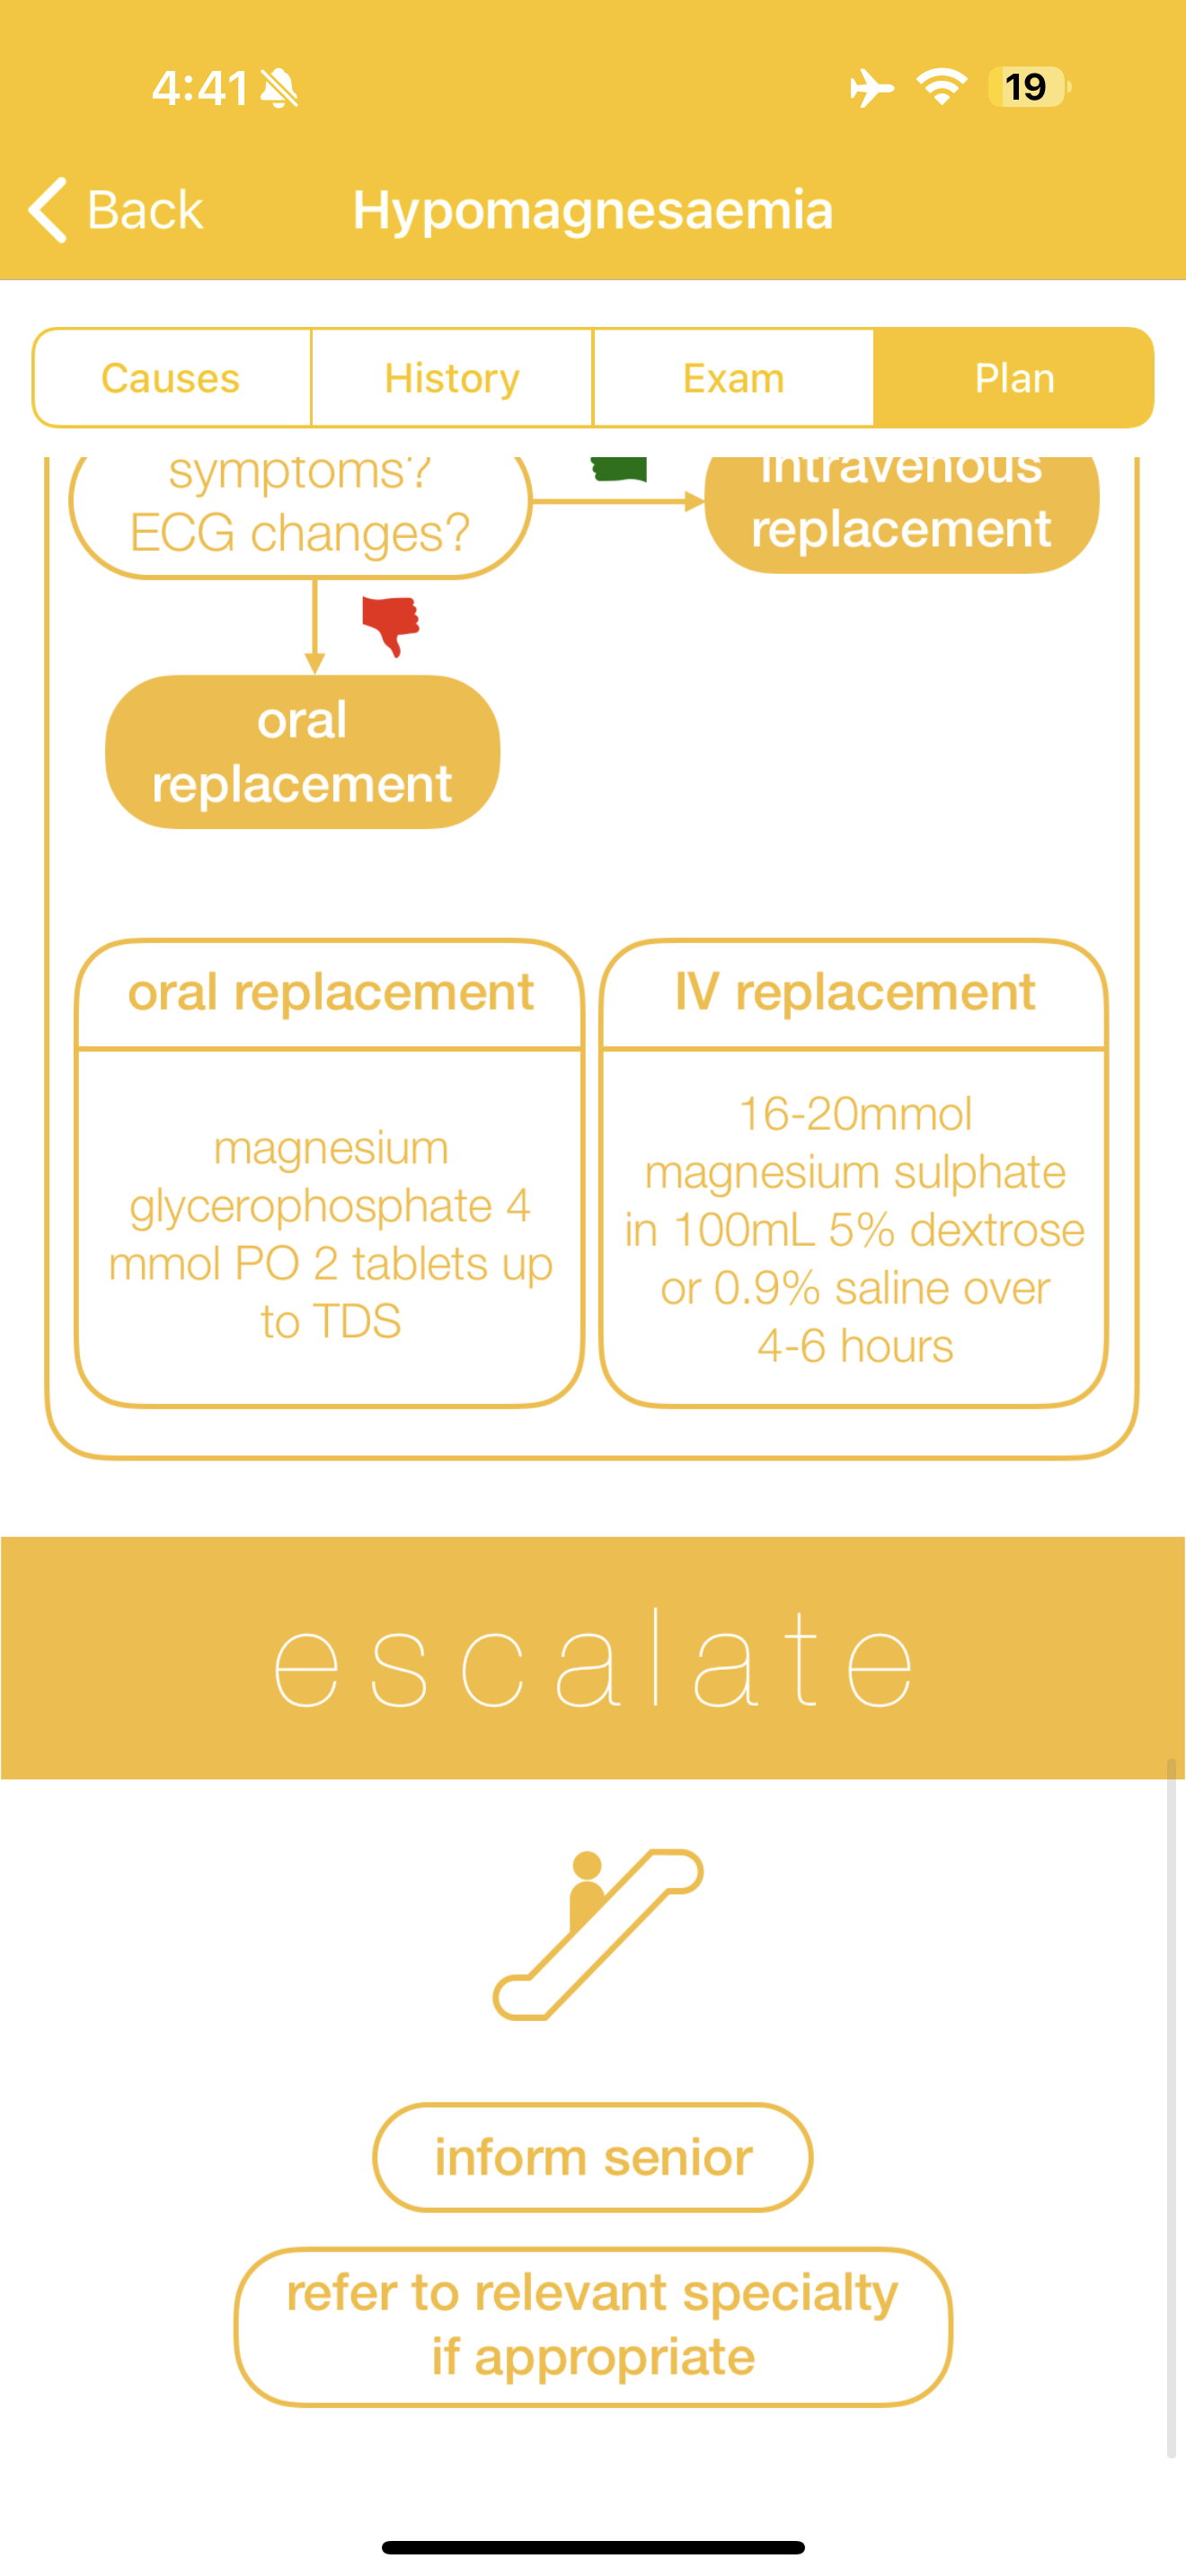 4:41
19
Back
Hypomagnesaemia
Causes
History
Exam
Plan
symptoms?
ECG changes?
intravenous
replacement
oral
replacement
oral replacement
magnesium
glycerophosphate 4
mmol PO 2 tablets up
to TDS
IV replacement
16-20mmol
magnesium sulphate
in 100mL 5% dextrose
or 0.9% saline over
4-6 hours
escalate
inform senior
refer to relevant specialty
if appropriate